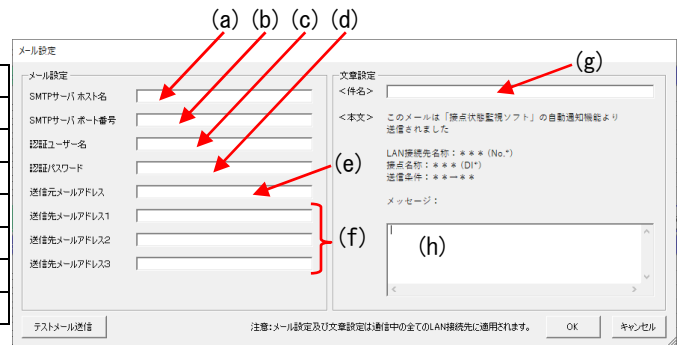 (a) (b) (c) (d)
メール設定
メール設定
SMTPサーバ ホスト名
SMTPサーバ ポート番号
認証ユーザー名
認証パスワード
(e)
送信元メールアドレス
送信先メールアドレス1
送信先メールアドレス2
(f)
送信先メールアドレス3
文章設定
(g)
<件名>
<本文> このメールは「接点状態監視ソフト」の自動通知機能より
送信されました
LAN接続先名称：＊＊＊ (No.*)
接点名称：＊＊＊ (DI*)
送信条件：＊＊→＊＊
メッセージ：
(h)
テストメール送信
注意：メール設定及び文章設定は通信中の全てのLAN接続先に適用されます。
OK
キャンセル